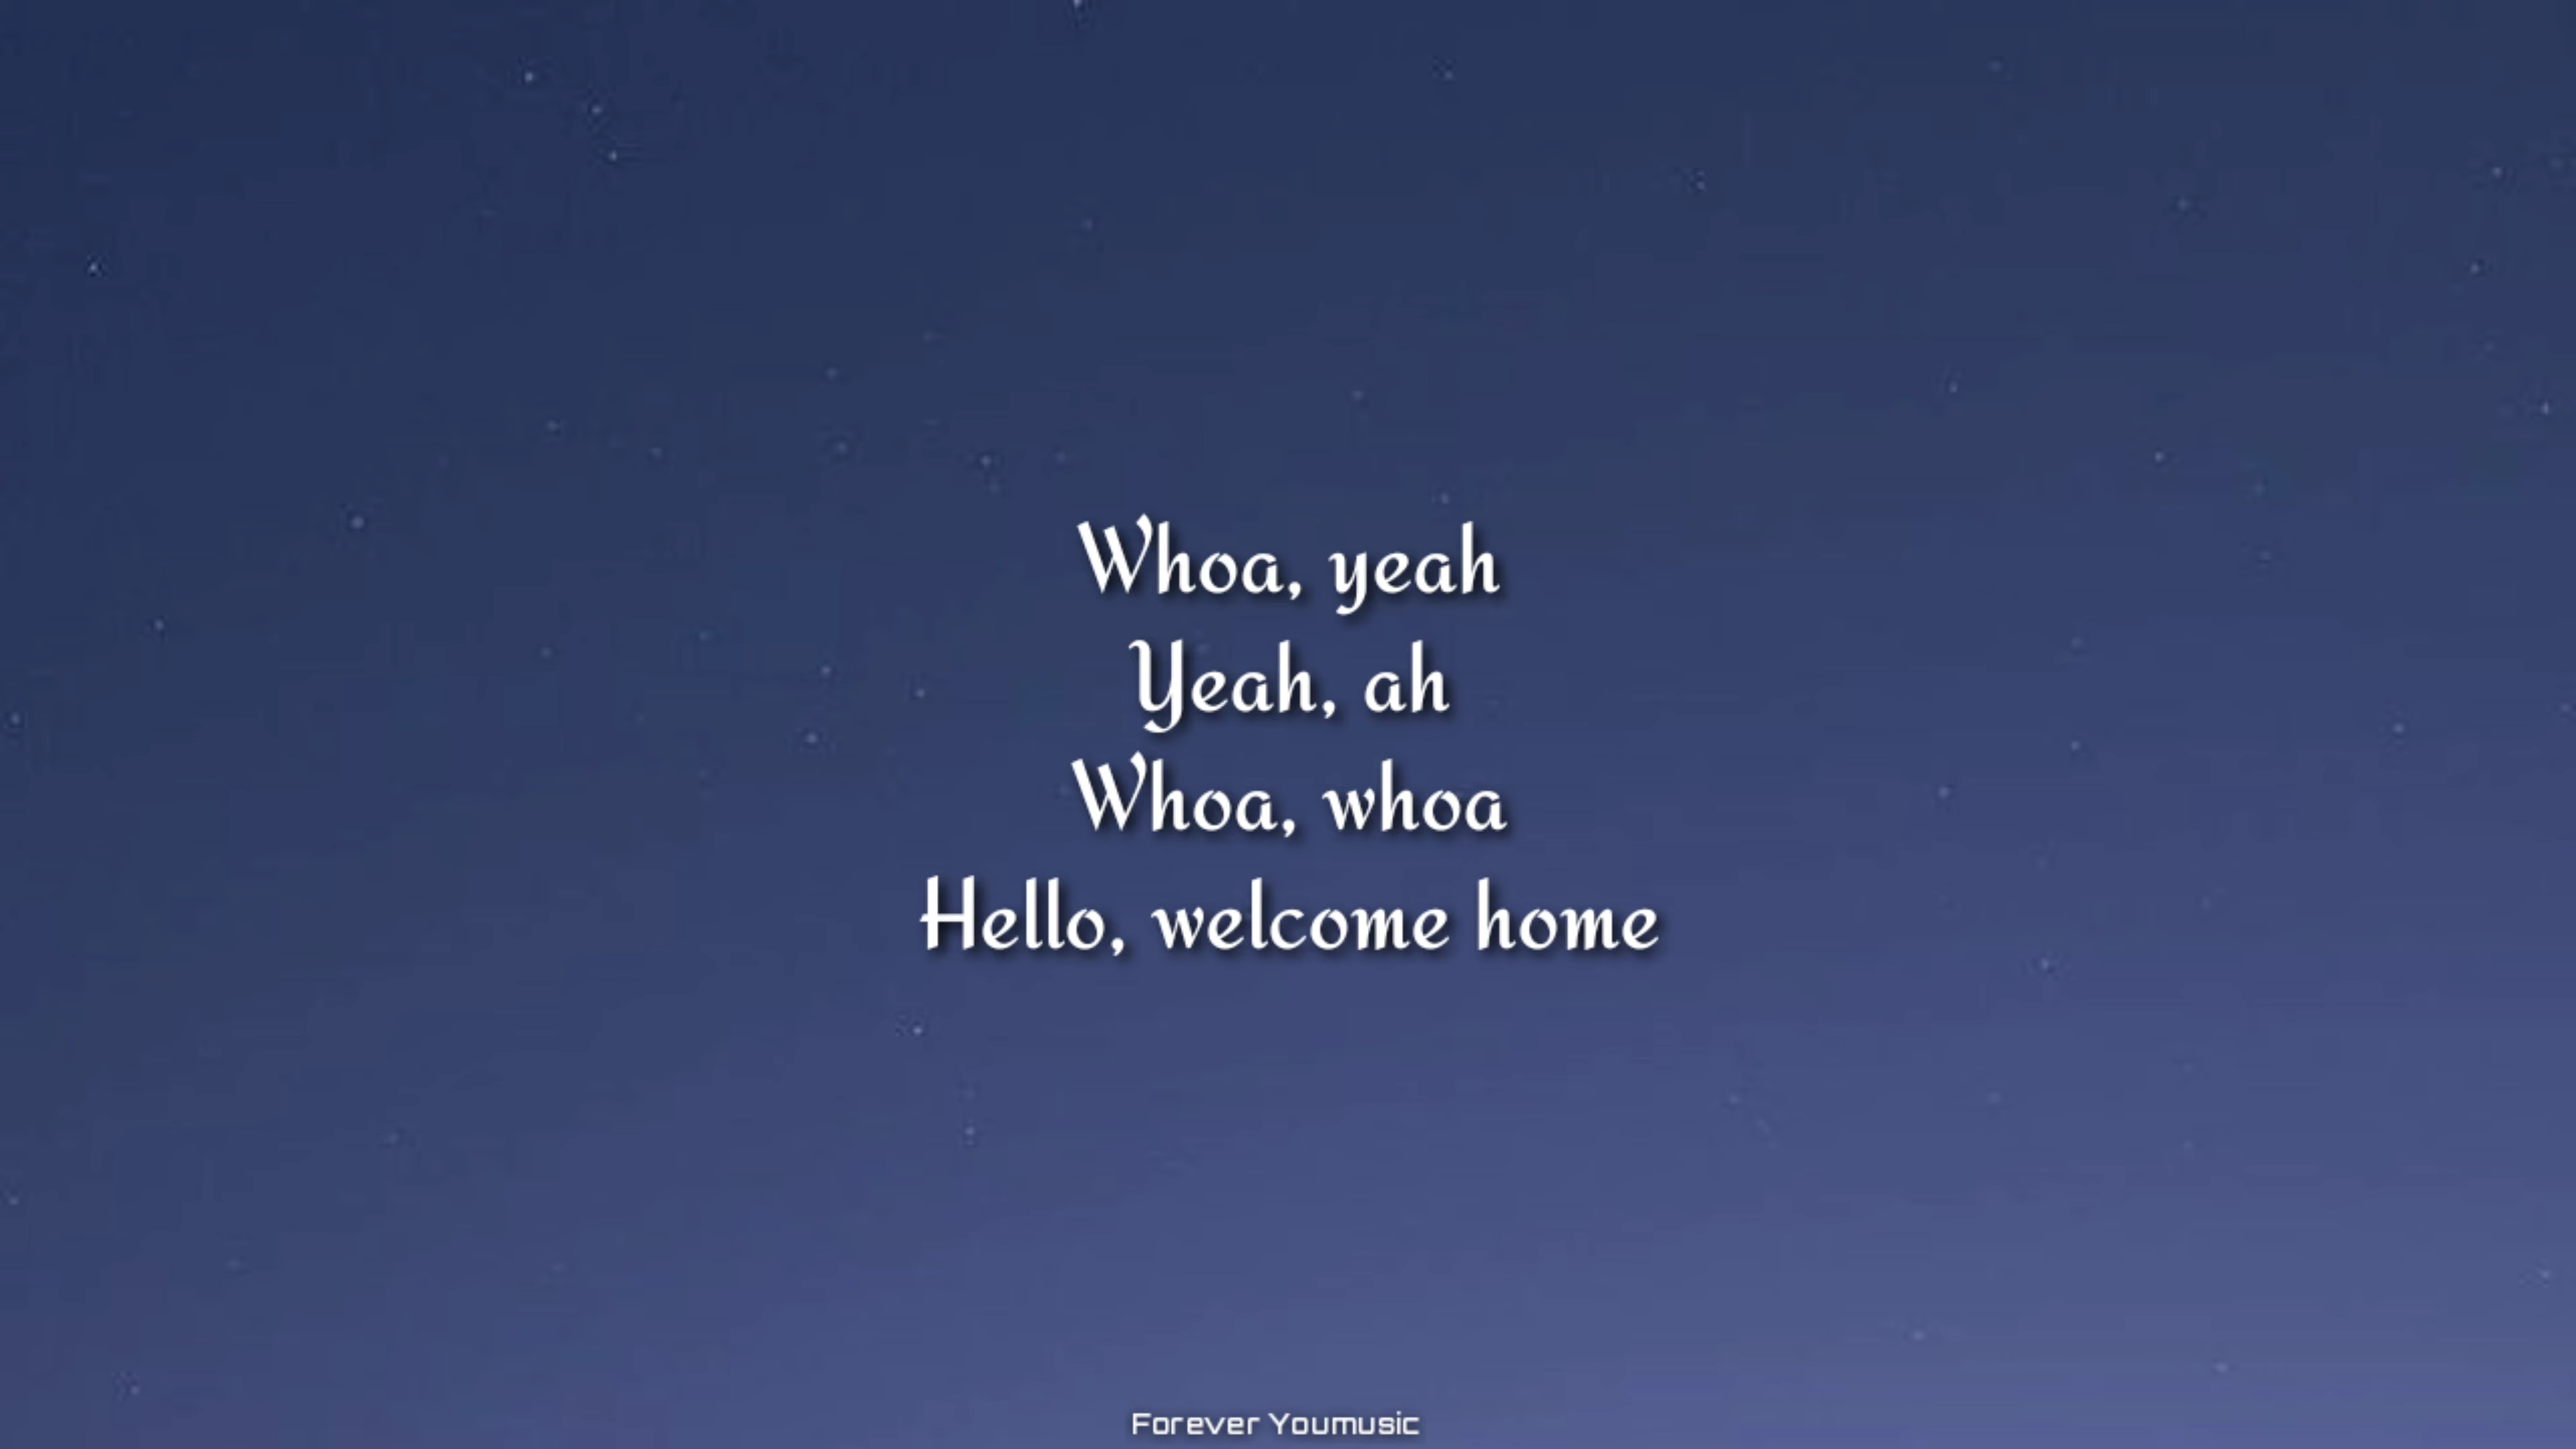 Whoa, yeah
Yeah, ah
Whoa, whoa
Hello, welcome home
Forever Youmusic